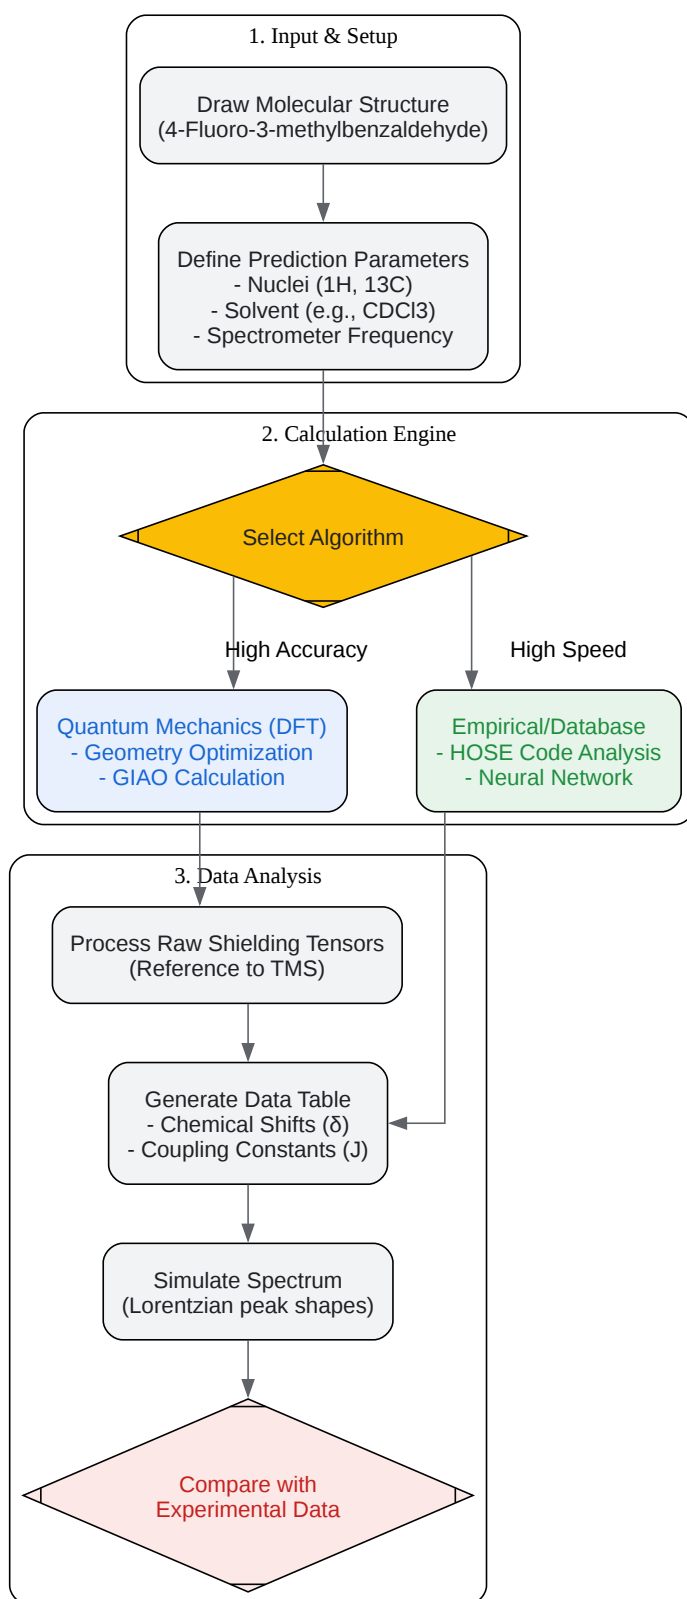 1. Input & Setup
Draw Molecular Structure
(4-Fluoro-3-methylbenzaldehyde)
Define Prediction Parameters
- Nuclei (1H, 13C)
- Solvent (e.g., CDCl3)
- Spectrometer Frequency
2. Calculation Engine
Select Algorithm
High Accuracy
High Speed
Quantum Mechanics (DFT)
- Geometry Optimization
- GIAO Calculation
Empirical/Database
- HOSE Code Analysis
- Neural Network
3. Data Analysis
Process Raw Shielding Tensors
(Reference to TMS)
Generate Data Table
- Chemical Shifts (δ)
- Coupling Constants (J)
Simulate Spectrum
(Lorentzian peak shapes)
Compare with
Experimental Data